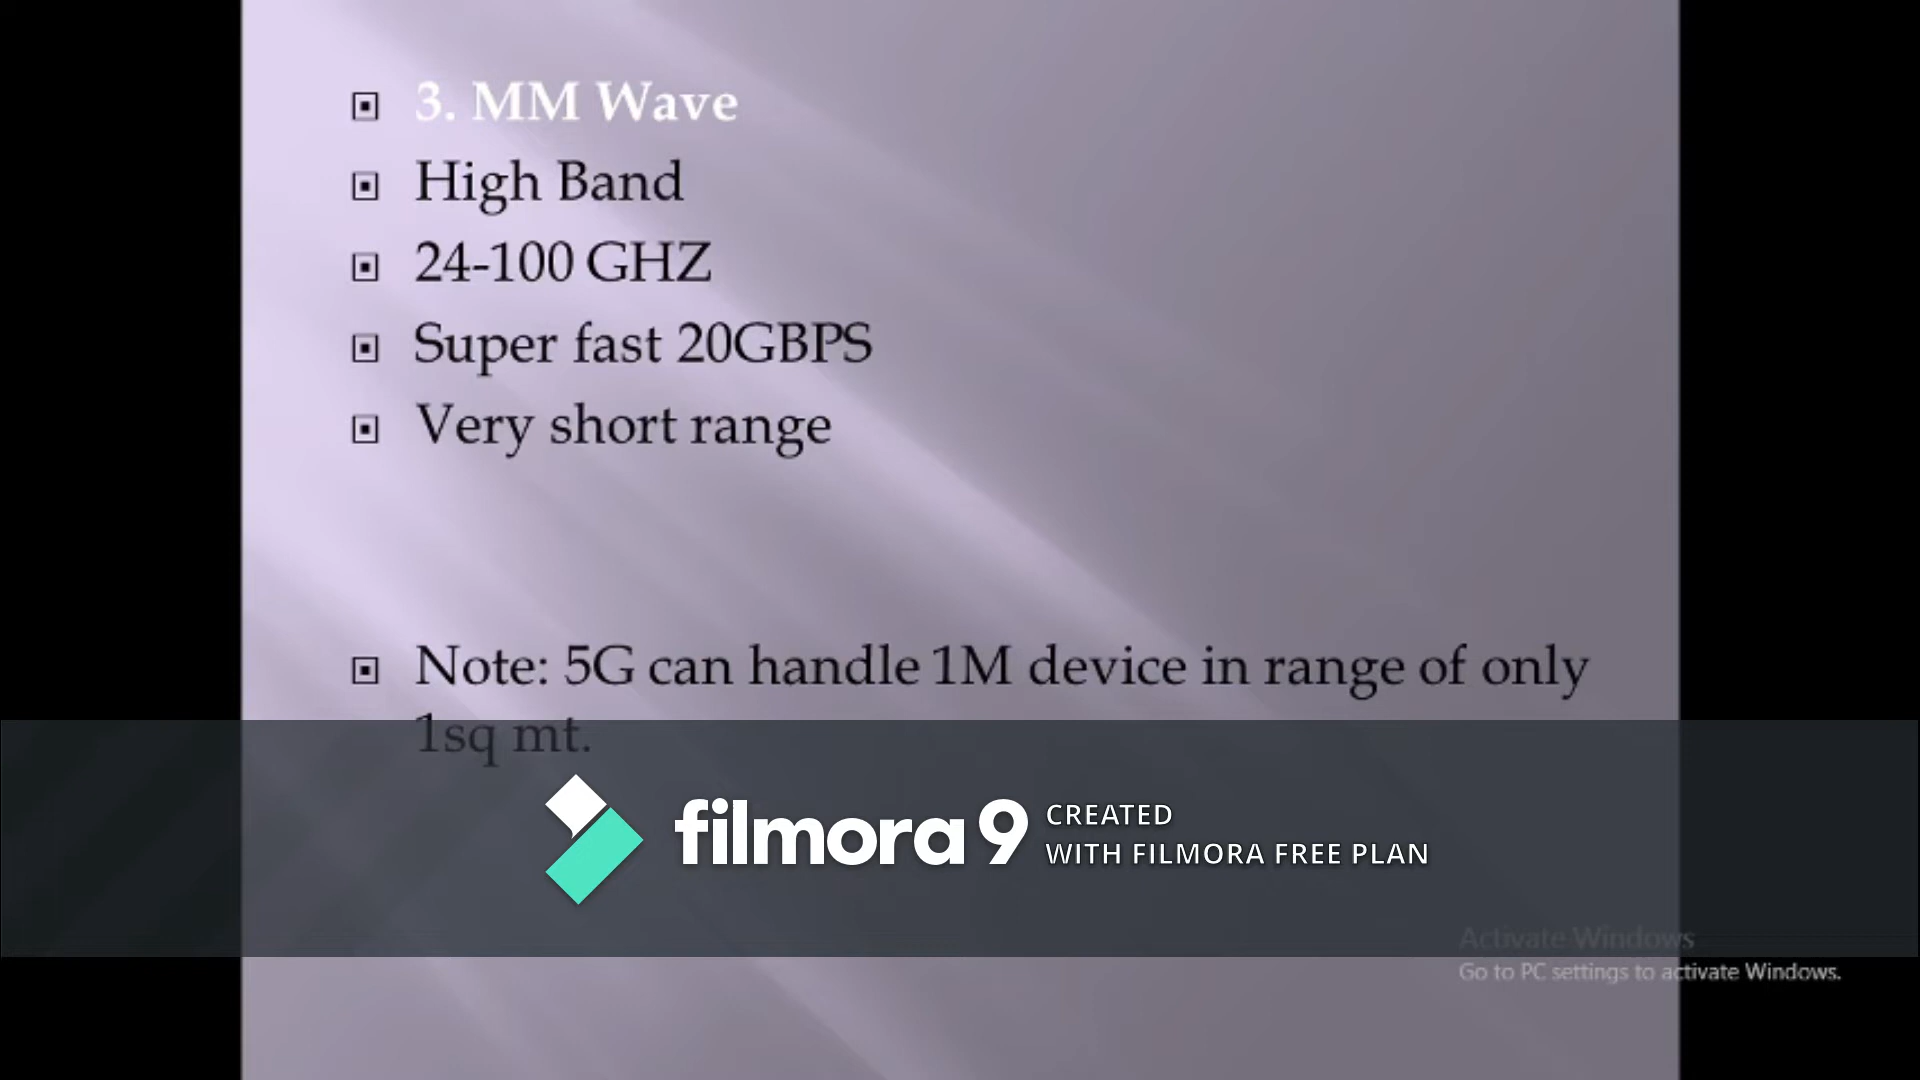 3. MM Wave
High Band
24-100 GHZ
Super fast 20GBPS
Very short range
Note: 5G can handle 1M device in range of only
1sq mt.
filmora9 CREATED
WITH FILMORA FREE PLAN
Activate Windows
Go to PC settings to activate Windows.